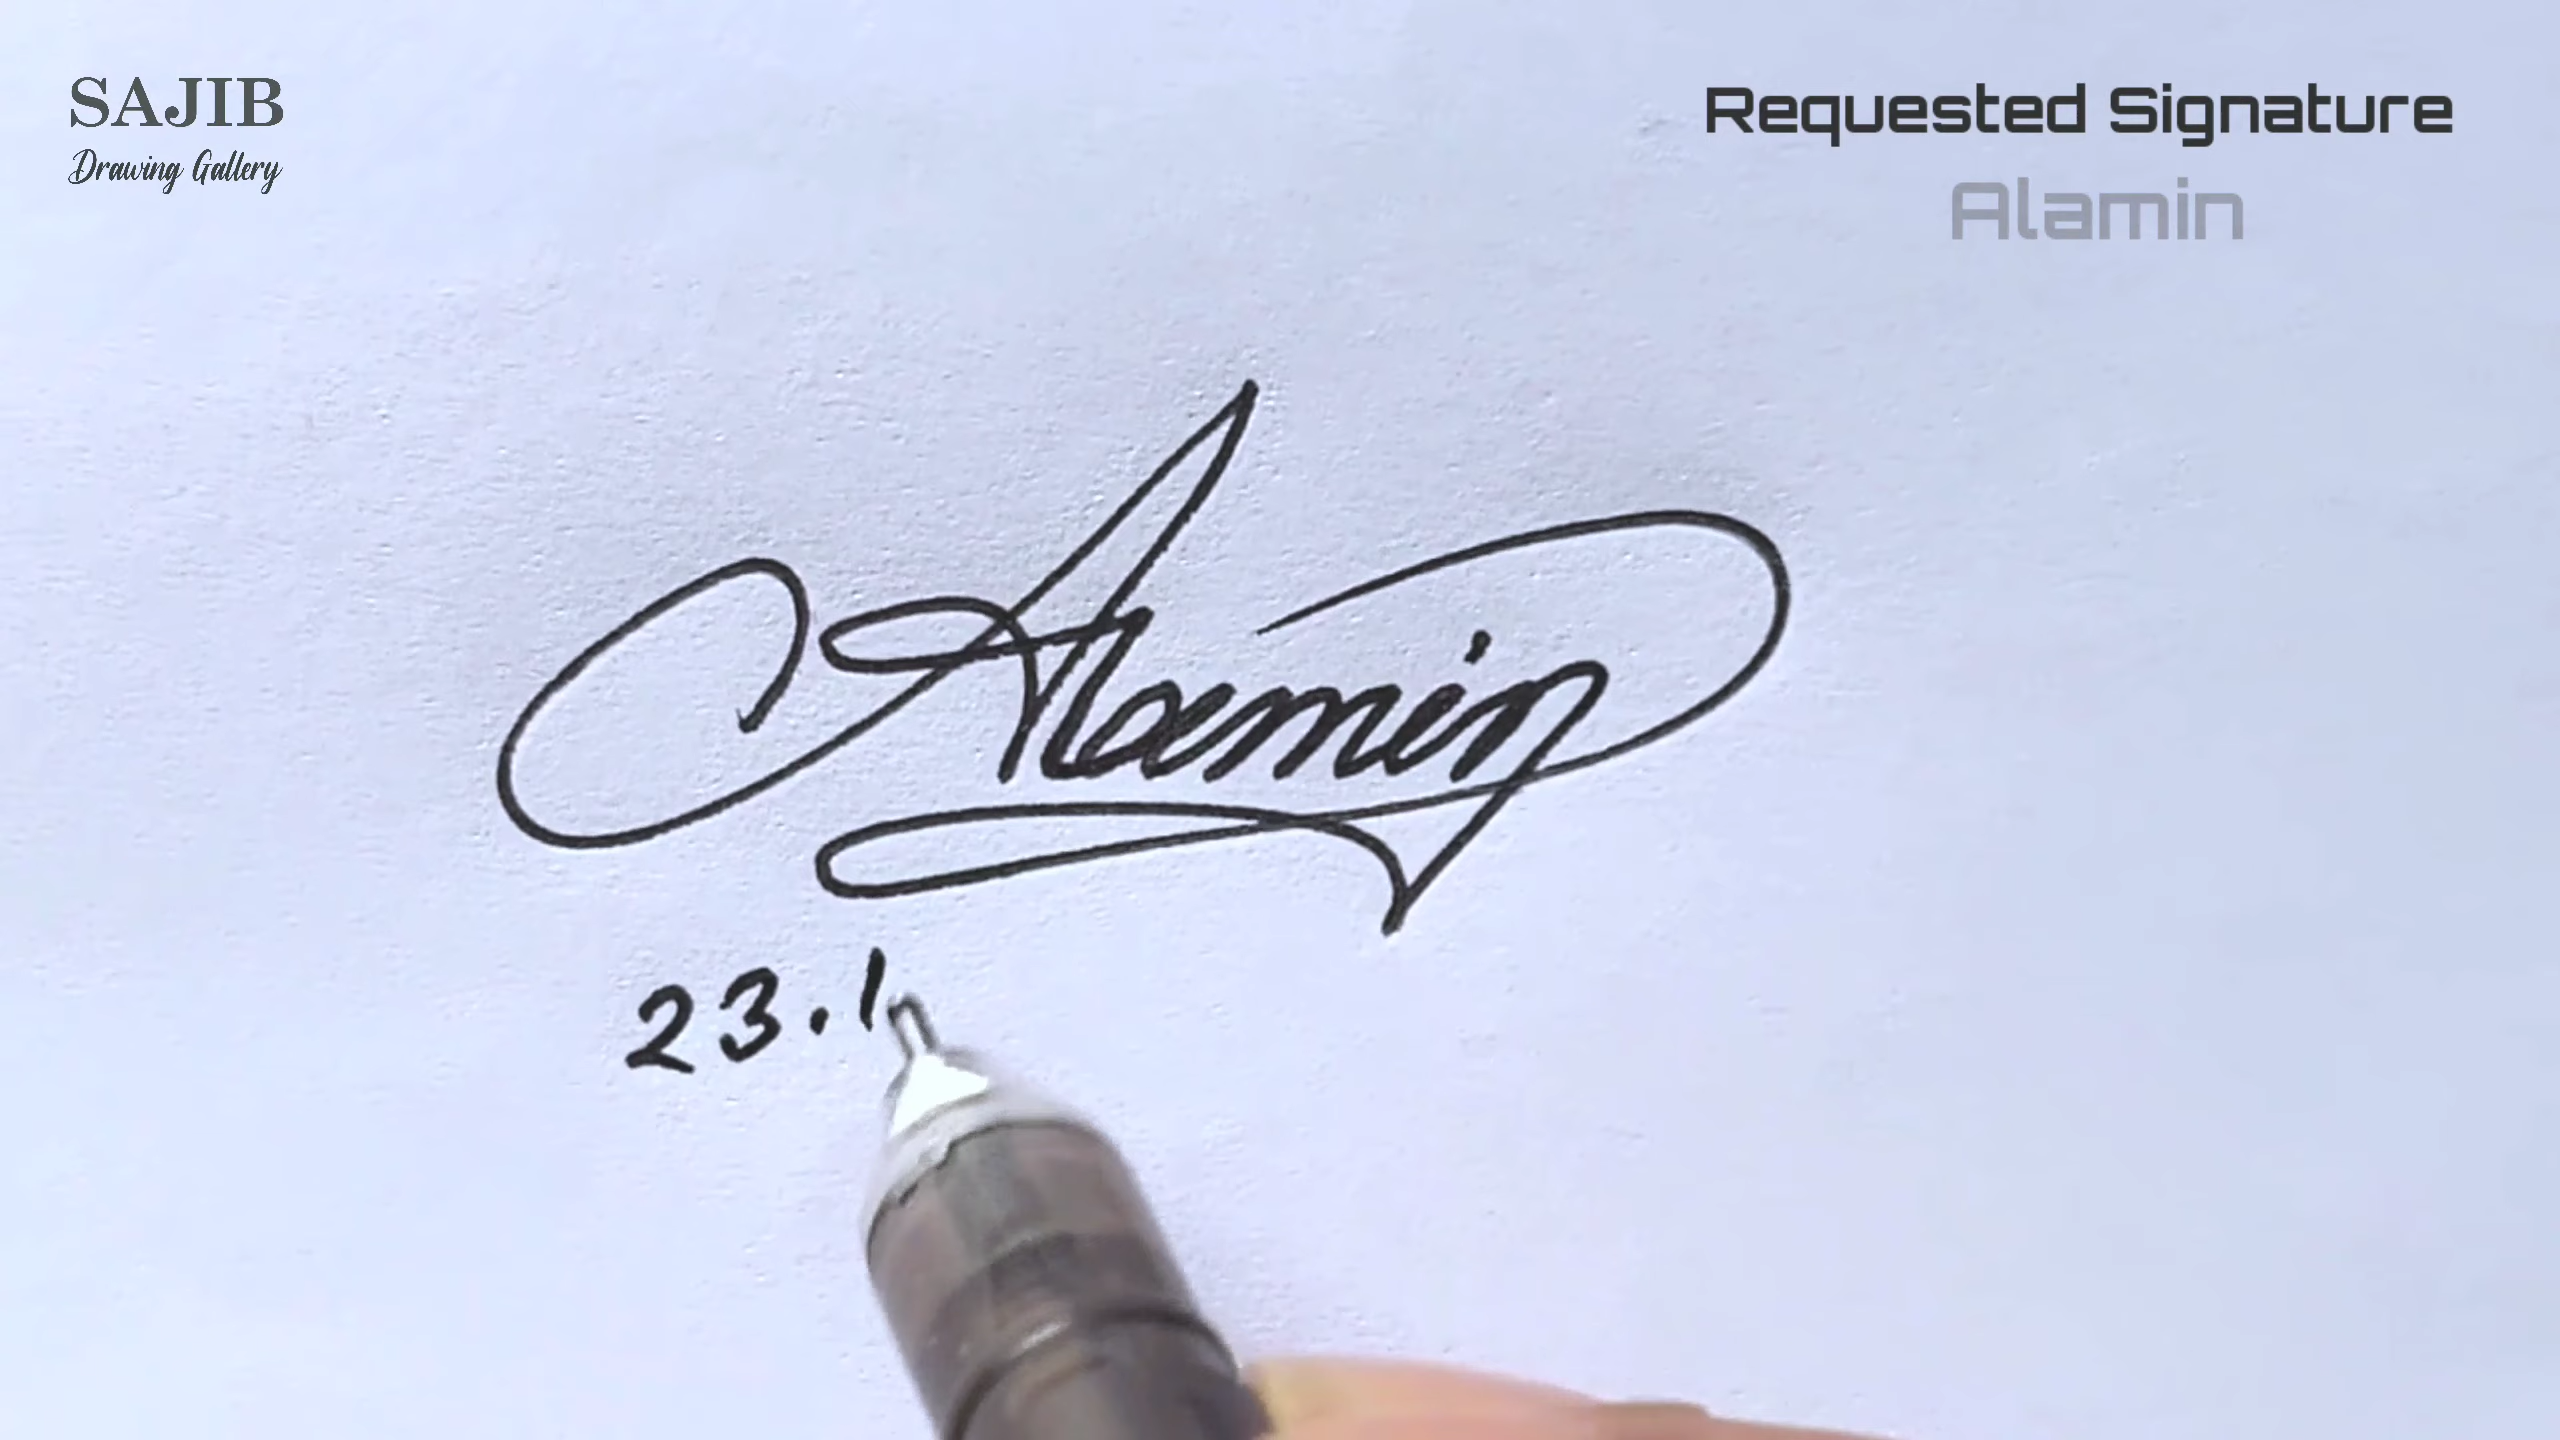 SAJIB
Drawing Gallery
Requested Signature
Alamin
Alamin
23.1